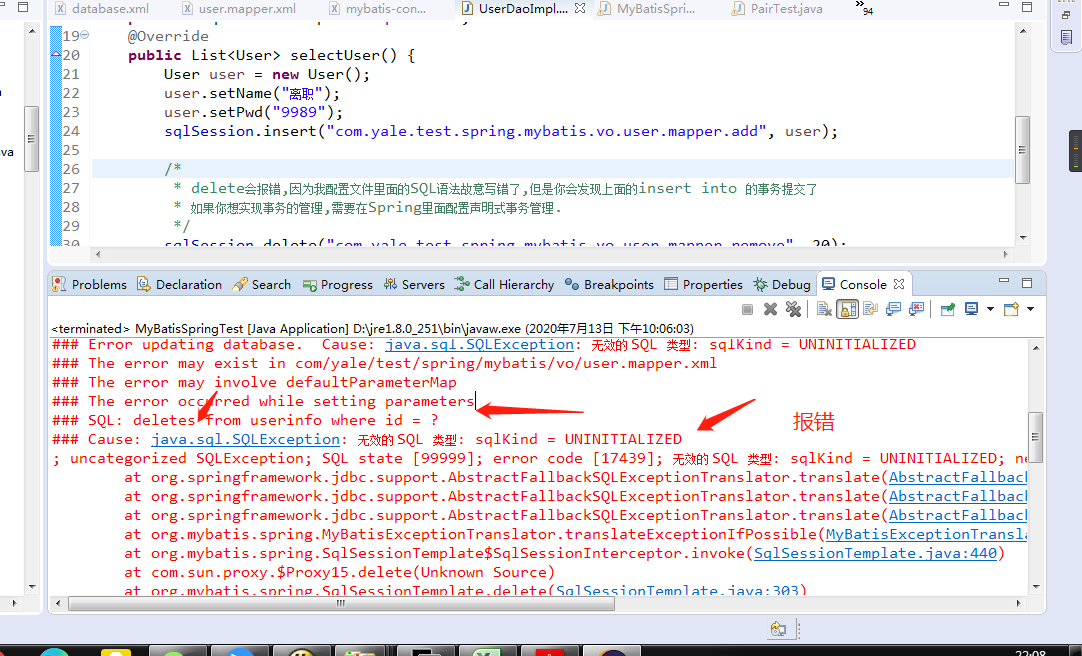 database.xml user.mapper.xml mybatis-con... UserDaoImpl.... MyBatisSpri... PairTest.java »94
19 @Override
20 public List<User> selectUser() {
21 User user = new User();
22 user.setName("离职");
23 user.setPwd("9989");
24 sqlSession.insert("com.yale.test.spring.mybatis.vo.user.mapper.add", user);
25
26 /*
27 * delete会报错,因为我配置文件里面的SQL语法故意写错了,但是你会发现上面的insert into 的事务提交了
28 * 如果你想实现事务的管理,需要在Spring里面配置声明式事务管理.
29 */
30 sqlSession.delete("com.yale.test.spring.mybatis.vo.user.mapper.remove", 20);
va
Problems Declaration Search Progress Servers Call Hierarchy Breakpoints Properties Debug Console
<terminated> MyBatisSpringTest [Java Application] D:\jre1.8.0_251\bin\javaw.exe (2020年7月13日 下午10:06:03)
### Error updating database.  Cause: java.sql.SQLException: 无效的 SQL 类型: sqlKind = UNINITIALIZED
### The error may exist in com/yale/test/spring/mybatis/vo/user.mapper.xml
### The error may involve defaultParameterMap
### The error occurred while setting parameters
### SQL: deletes from userinfo where id = ?
### Cause: java.sql.SQLException: 无效的 SQL 类型: sqlKind = UNINITIALIZED
报错
; uncategorized SQLException; SQL state [99999]; error code [17439]; 无效的 SQL 类型: sqlKind = UNINITIALIZED; ne
at org.springframework.jdbc.support.AbstractFallbackSQLExceptionTranslator.translate(AbstractFallbac
at org.springframework.jdbc.support.AbstractFallbackSQLExceptionTranslator.translate(AbstractFallbac
at org.springframework.jdbc.support.AbstractFallbackSQLExceptionTranslator.translate(AbstractFallbac
at org.mybatis.spring.MyBatisExceptionTranslator.translateExceptionIfPossible(MyBatisExceptionTransla
at org.mybatis.spring.SqlSessionTemplate$SqlSessionInterceptor.invoke(SqlSessionTemplate.java:440)
at com.sun.proxy.$Proxy15.delete(Unknown Source)
at org.mybatis.spring.SqlSessionTemplate.delete(SqlSessionTemplate.java:303)
22:08